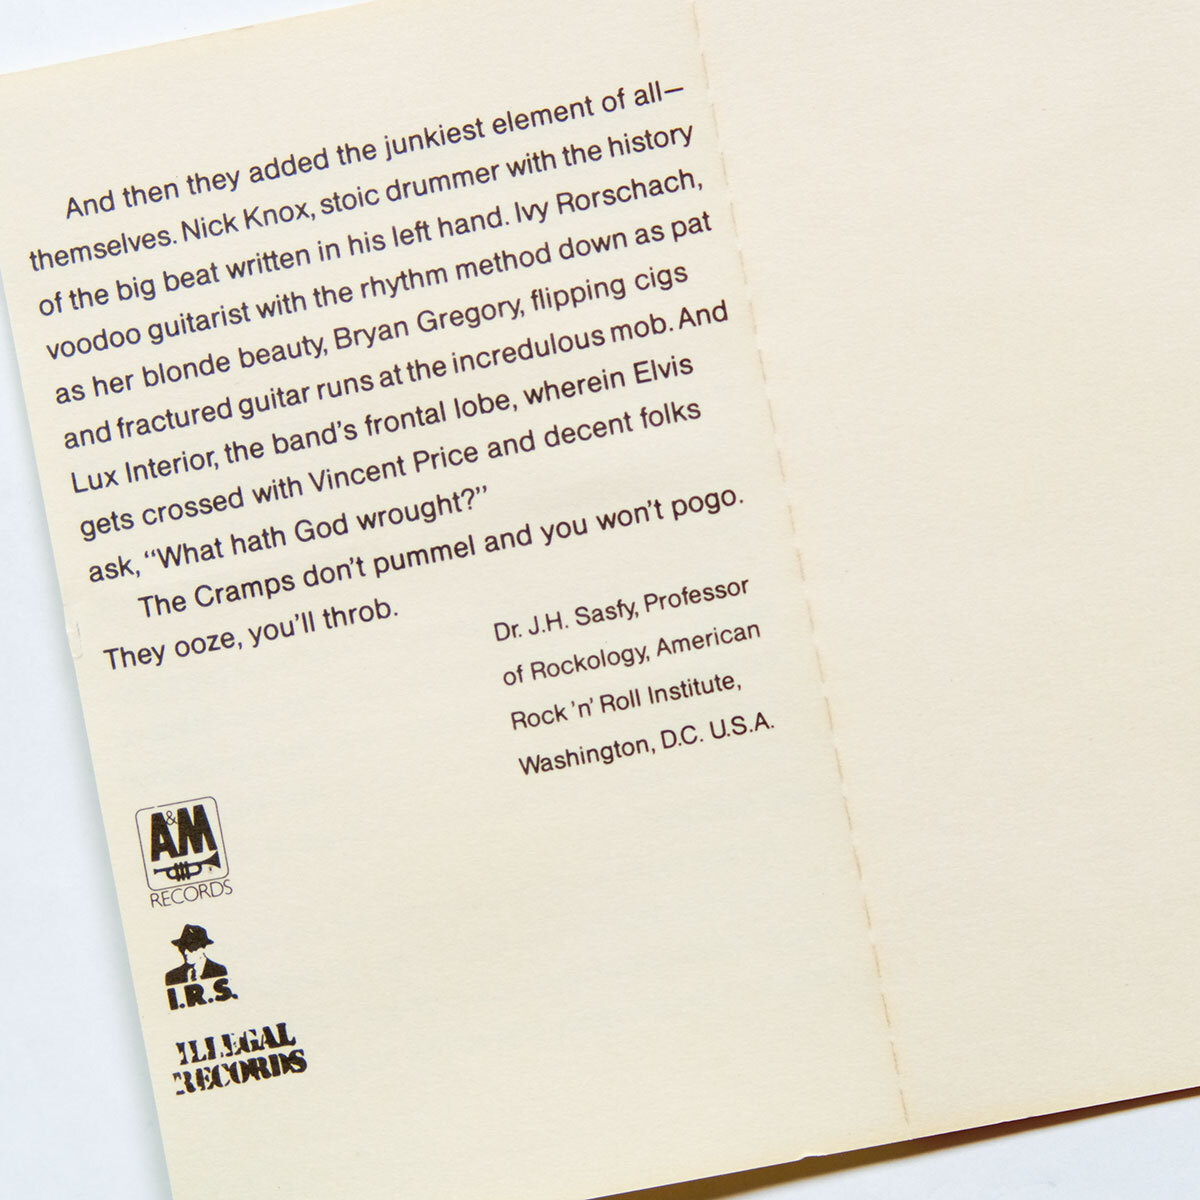 And then they added the junkiest element of all—
themselves. Nick Knox, stoic drummer with the history
of the big beat written in his left hand. Ivy Rorschach,
voodoo guitarist with the rhythm method down as pat
as her blonde beauty, Bryan Gregory, flipping cigs
and fractured guitar runs at the incredulous mob. And
Lux Interior, the band's frontal lobe, wherein Elvis
gets crossed with Vincent Price and decent folks
ask, “What hath God wrought?”
The Cramps don't pummel and you won't pogo.
They ooze, you'll throb.
Dr. J.H. Sasfy, Professor
of Rockology, American
Rock 'n' Roll Institute,
Washington, D.C. U.S.A.
A&M
RECORDS
I.R.S.
ILLEGAL
RECORDS